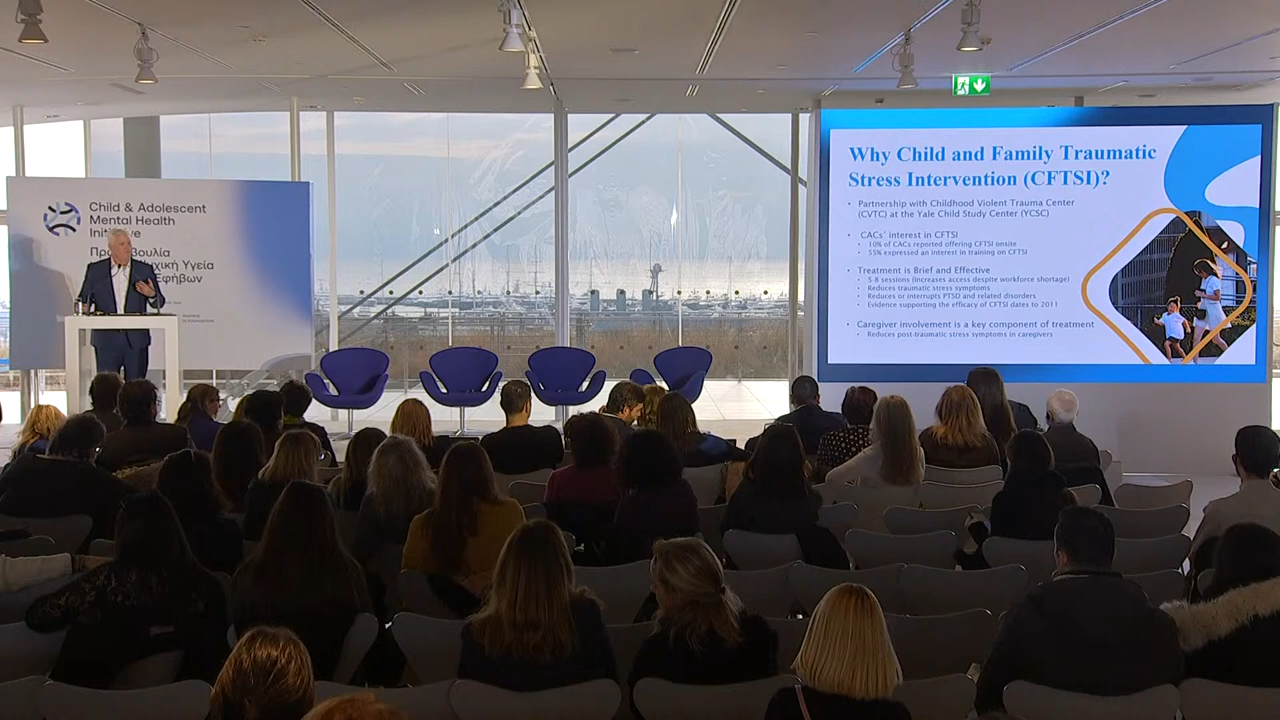 Child & Adolescent
Mental Health
Initiative
Ψυχική Υγεία
Εφήβων
Why Child and Family Traumatic
Stress Intervention (CFTSI)?
• Partnership with Childhood Violent Trauma Center
(CVTC) at the Yale Child Study Center (YCSC)
• CACs' interest in CFTSI
• 10% of CACs reported offering CFTSI onsite
• 55% expressed an interest in training on CFTSI
• Treatment is Brief and Effective
• 5-8 sessions (increases access despite workforce shortage)
• Reduces traumatic stress symptoms
• Reduces or interrupts PTSD and related disorders
• Evidence supporting the efficacy of CFTSI dates to 2011
• Caregiver involvement is a key component of treatment
• Reduces post-traumatic stress symptoms in caregivers